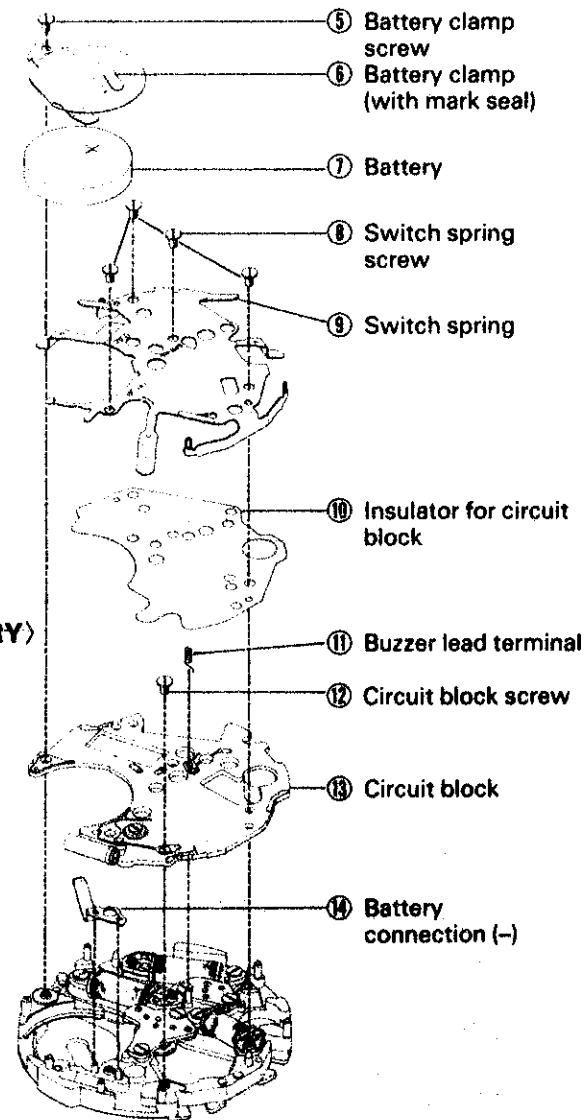 ⑤ Battery clamp
screw
⑥ Battery clamp
(with mark seal)
⑦ Battery
⑧ Switch spring
screw
⑨ Switch spring
⑩ Insulator for circuit
block
RY〉
⑪ Buzzer lead terminal
⑫ Circuit block screw
⑬ Circuit block
⑭ Battery
connection (–)